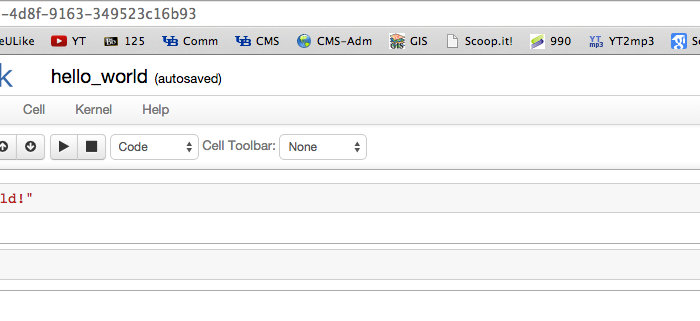 -4d8f-9163-349523c16b93
eULike YT 125 Comm CMS CMS-Adm GIS Scoop.it! 990 YT2mp3 Se
k hello_world (autosaved)
Cell Kernel Help
Code Cell Toolbar: None
ld!"